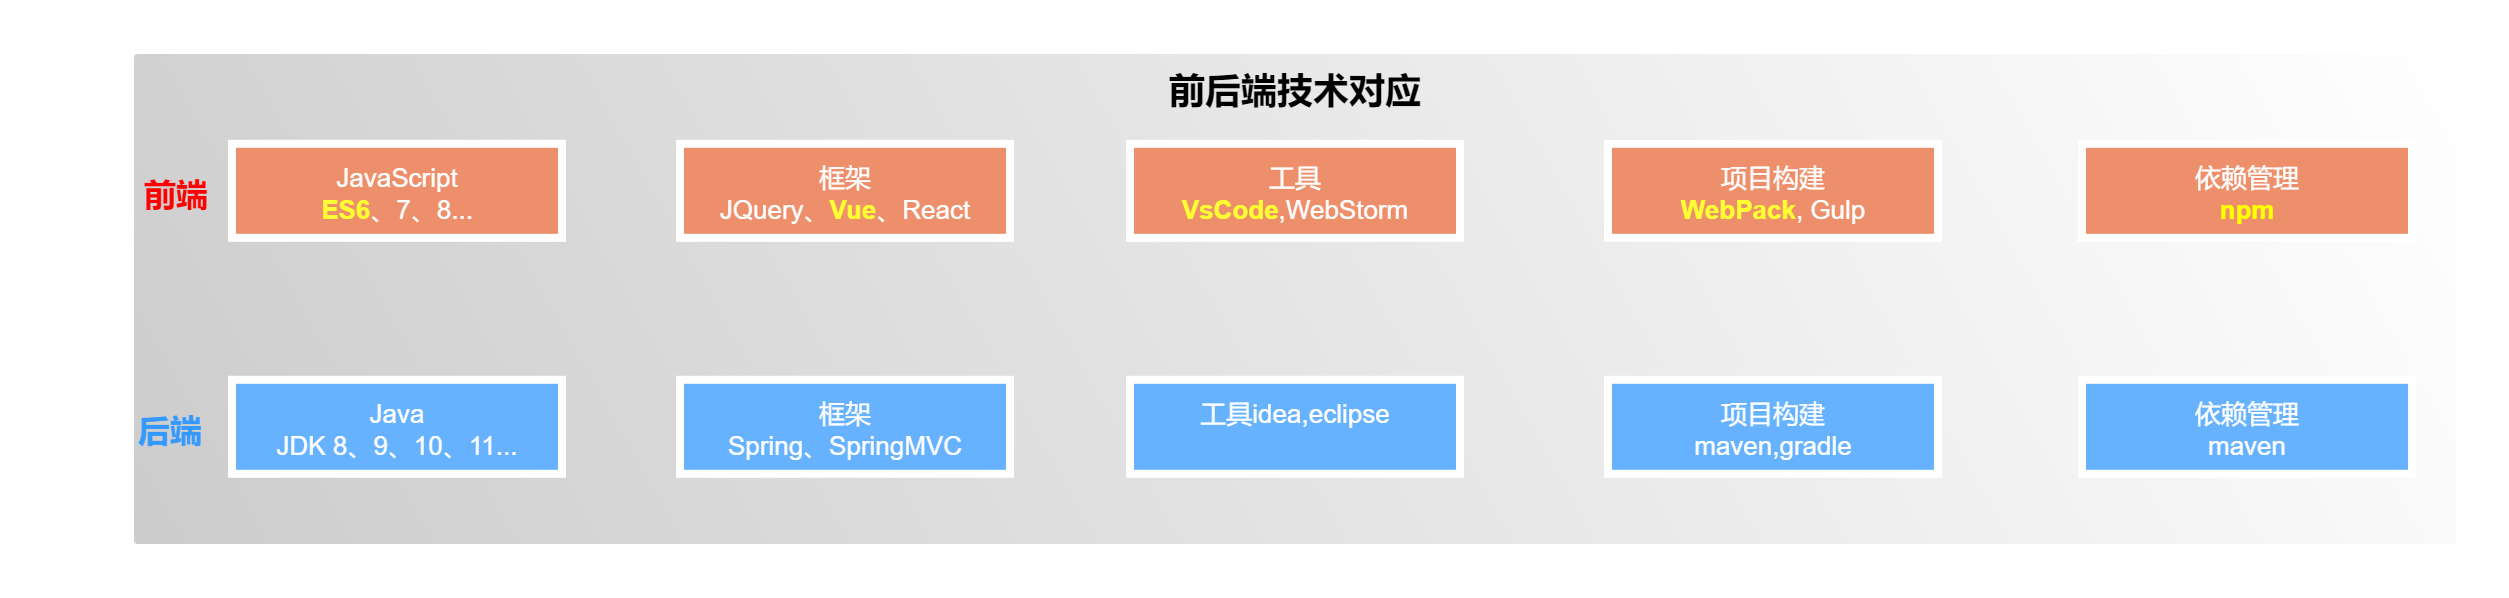 前后端技术对应
前端
JavaScript
ES6、7、8...
框架
JQuery、Vue、React
工具
VsCode,WebStorm
项目构建
WebPack, Gulp
依赖管理
npm
后端
Java
JDK 8、9、10、11...
框架
Spring、SpringMVC
工具idea,eclipse
项目构建
maven,gradle
依赖管理
maven